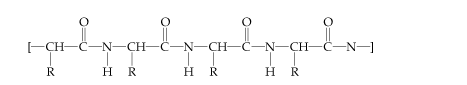 O O O O
[—CH—C—N—CH—C—N—CH—C—N—CH—C—N—]
R H R H R H R